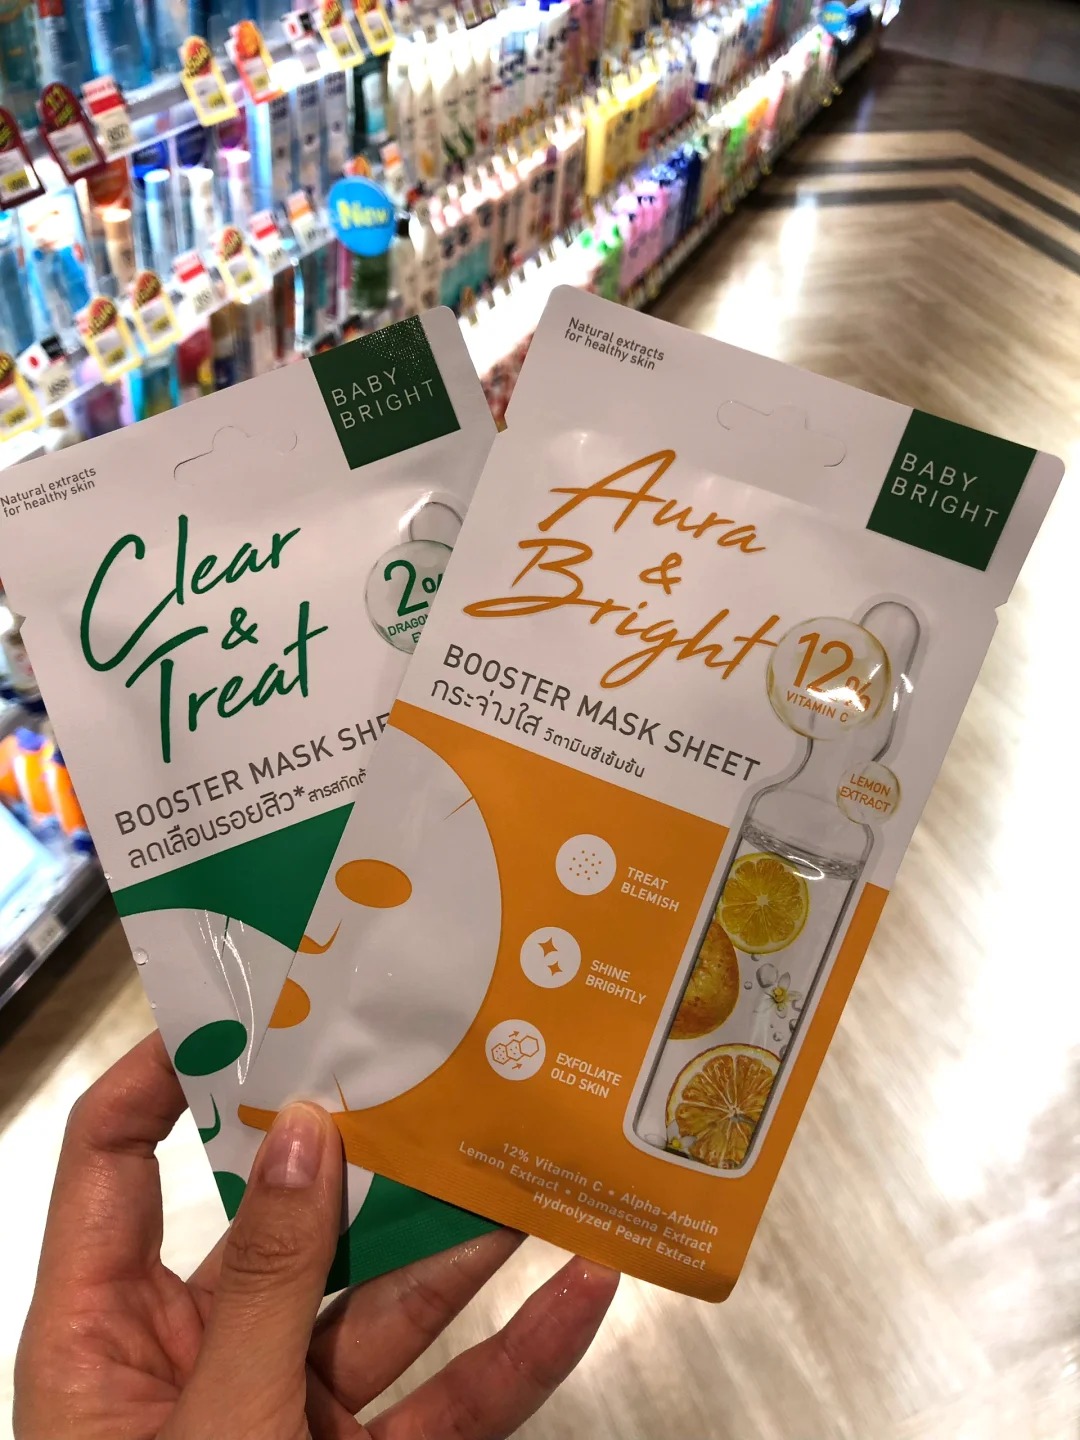 New
Natural extracts
for healthy skin
BABY
BRIGHT
Clear
&
Treat
2%
BOOSTER MASK
ลดเลือนรอยสิว*
Natural extracts
for healthy skin
BABY
BRIGHT
Aura
&
Bright
12%
VITAMIN C
BOOSTER MASK SHEET
กระจ่างใส วิตามินซีเข้มข้น
LEMON
EXTRACT
TREAT
BLEMISH
SHINE
BRIGHTLY
EXFOLIATE
OLD SKIN
12% Vitamin C • Alpha-Arbutin
Lemon Extract • Damascena Extract
Hydrolyzed Pearl Extract